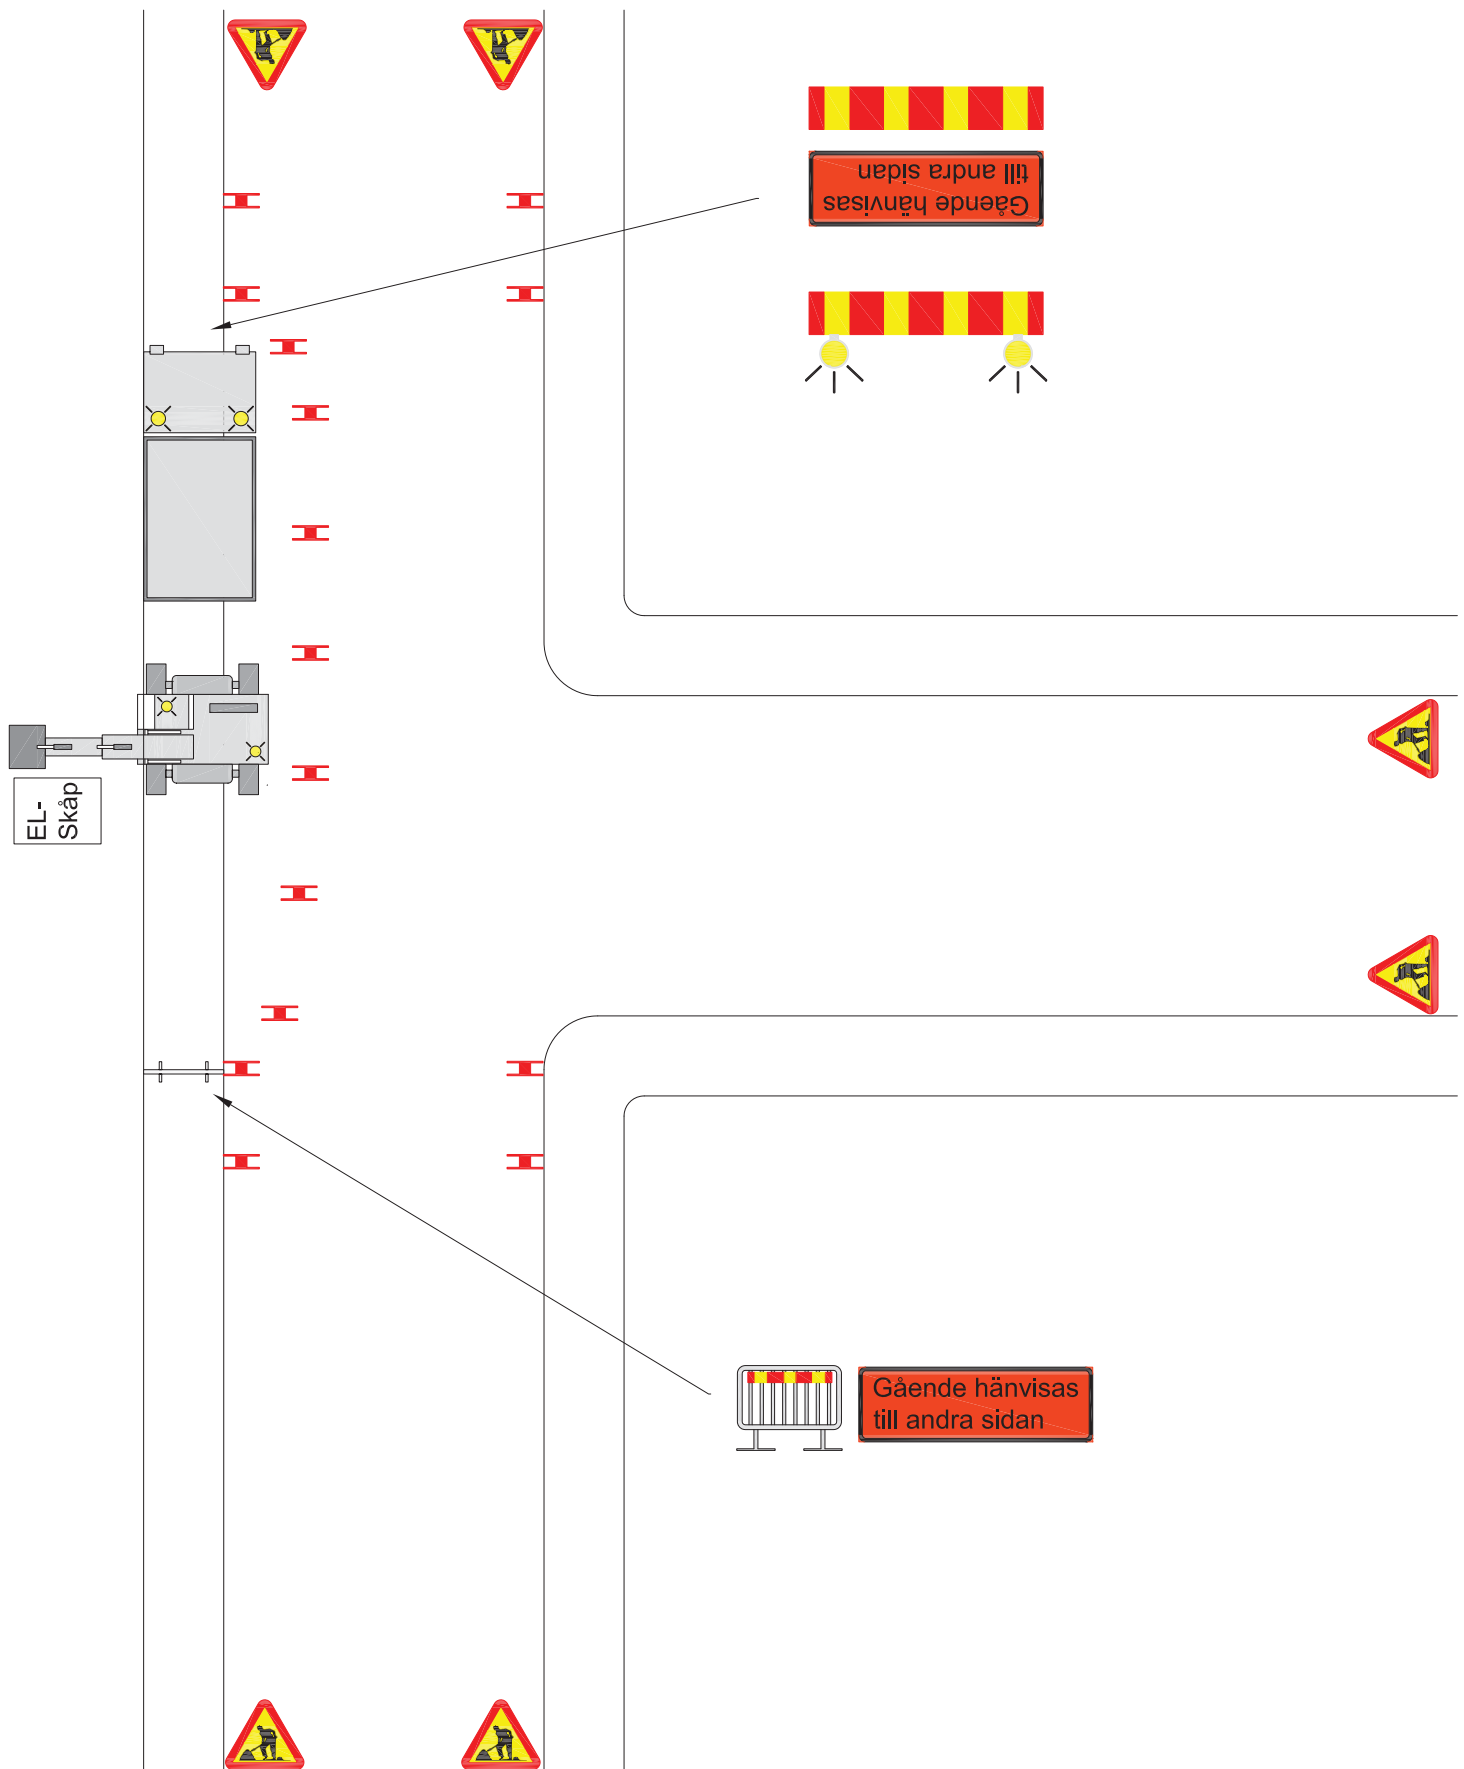 Gående hänvisas
till andra sidan
EL-
Skåp
Gående hänvisas
till andra sidan